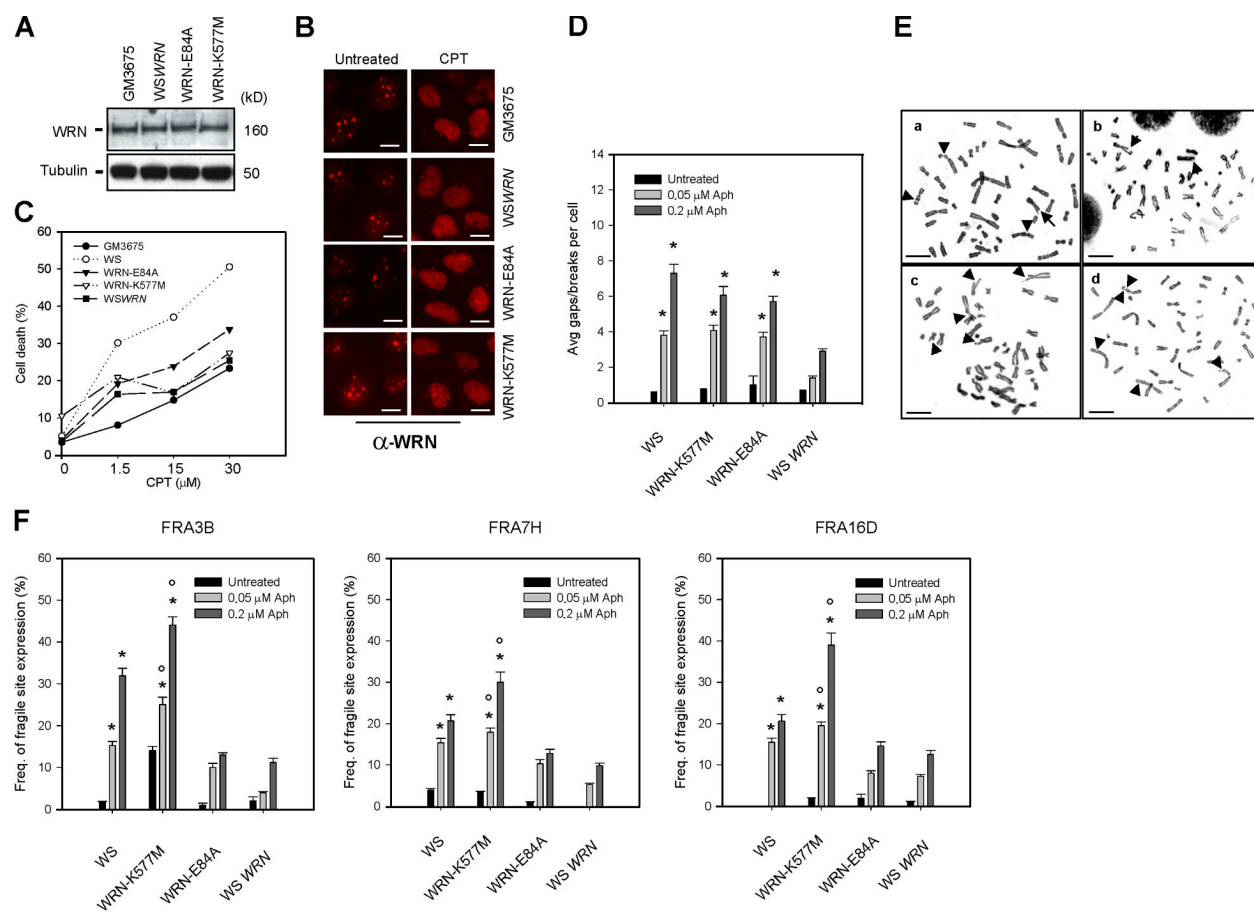 A
GM3675
WSWRN
WRN-E84A
WRN-K577M
(kD)
WRN
160
Tubulin
50
B
Untreated
CPT
GM3675
WSWRN
WRN-E84A
WRN-K577M
α-WRN
C
60
50
40
30
20
10
0
Cell death (%)
GM3675
WS
WRN-E84A
WRN-K577M
WSWRN
0
1.5
15
30
CPT (μM)
D
14
12
10
8
6
4
2
0
Avg gaps/breaks per cell
Untreated
0,05 μM Aph
0.2 μM Aph
* * * * * *
WS
WRN-K577M
WRN-E84A
WS WRN
E
a
b
c
d
F
FRA3B
60
50
40
30
20
10
0
Freq. of fragile site expression (%)
Untreated
0,05 μM Aph
0.2 μM Aph
* * * *
WS
WRN-K577M
WRN-E84A
WS WRN
FRA7H
60
50
40
30
20
10
0
Freq. of fragile site expression (%)
Untreated
0,05 μM Aph
0.2 μM Aph
* * * *
WS
WRN-K577M
WRN-E84A
WS WRN
FRA16D
60
50
40
30
20
10
0
Freq. of fragile site expression (%)
Untreated
0,05 μM Aph
0.2 μM Aph
* * * *
WS
WRN-K577M
WRN-E84A
WS WRN